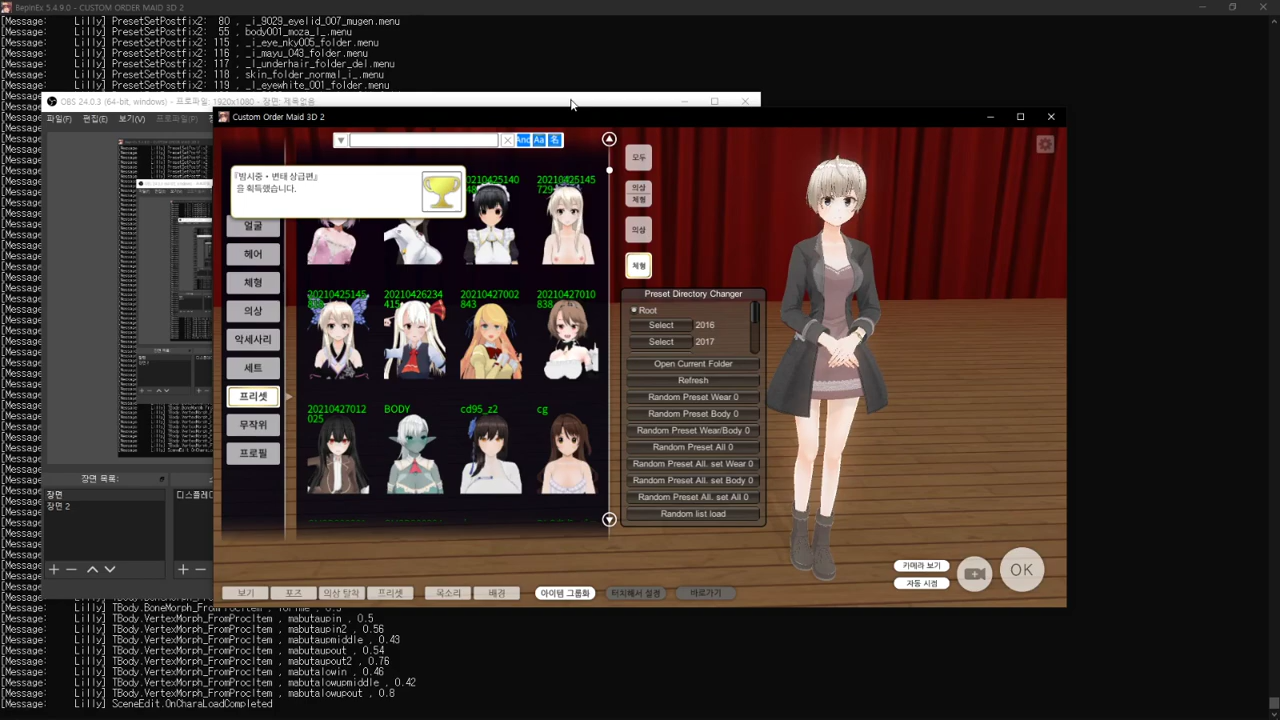 BepInEx 5.4.9.0 - CUSTOM ORDER MAID 3D 2
[Message: Lilly] PresetSetPostfix2: 80 , _i_9029_eyelid_007_mugen.menu
[Message: Lilly] PresetSetPostfix2: 55 , body001_moza_i_.menu
[Message: Lilly] PresetSetPostfix2: 115 , _i_eye_nky005_folder.menu
[Message: Lilly] PresetSetPostfix2: 116 , _i_mayu_043_folder.menu
[Message: Lilly] PresetSetPostfix2: 117 , _i_underhair_folder_del.menu
[Message: Lilly] PresetSetPostfix2: 118 , skin_folder_normal_i_.menu
[Message: Lilly] PresetSetPostfix2: 119 , _i_eyewhite_001_folder.menu
OBS 24.0.3 (64-bit, windows) - 프로파일: 1920x1080 - 장면: 제목없음
파일(F) 편집(E) 보기(V) 프로파일(P)
Custom Order Maid 3D 2
And Aa 名
『범시중・변태 상급편』
을 획득했습니다.
20210425140
20210425145
729
얼굴
헤어
체형
의상
악세사리
세트
프리셋
무작위
프로필
20210425145
20210426234
415
20210427002
843
20210427010
838
20210427012
025
BODY
cd95_z2
cg
모두
의상
체형
의상
체형
Preset Directory Changer
Root
Select 2016
Select 2017
Open Current Folder
Refresh
Random Preset Wear 0
Random Preset Body 0
Random Preset Wear/Body 0
Random Preset All 0
Random Preset All. set Wear 0
Random Preset All. set Body 0
Random Preset All. set All 0
Random list load
카메라 보기
자동 시점
OK
보기 포즈 의상 탈착 프리셋 목소리 배경 아이템 그룹화 터치해서 설정 바로가기
장면 목록:
장면
장면 2
디스플레
[Message: Lilly] TBody.VertexMorph_FromProcItem , mabutaupin , 0.5
[Message: Lilly] TBody.VertexMorph_FromProcItem , mabutaupin2 , 0.56
[Message: Lilly] TBody.VertexMorph_FromProcItem , mabutaupmiddle , 0.43
[Message: Lilly] TBody.VertexMorph_FromProcItem , mabutaupout , 0.54
[Message: Lilly] TBody.VertexMorph_FromProcItem , mabutaupout2 , 0.76
[Message: Lilly] TBody.VertexMorph_FromProcItem , mabutalowin , 0.46
[Message: Lilly] TBody.VertexMorph_FromProcItem , mabutalowupmiddle , 0.42
[Message: Lilly] TBody.VertexMorph_FromProcItem , mabutalowupout , 0.8
[Message: Lilly] SceneEdit.OnCharaLoadCompleted